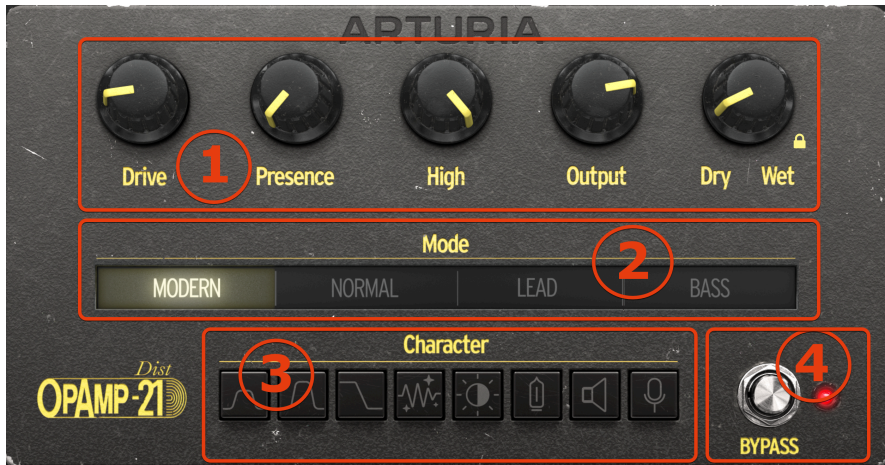 ARTURIA
Drive 1 Presence High Output Dry Wet
Mode
2
MODERN NORMAL LEAD BASS
Character
3
4
Dist
OPAMP-21
BYPASS